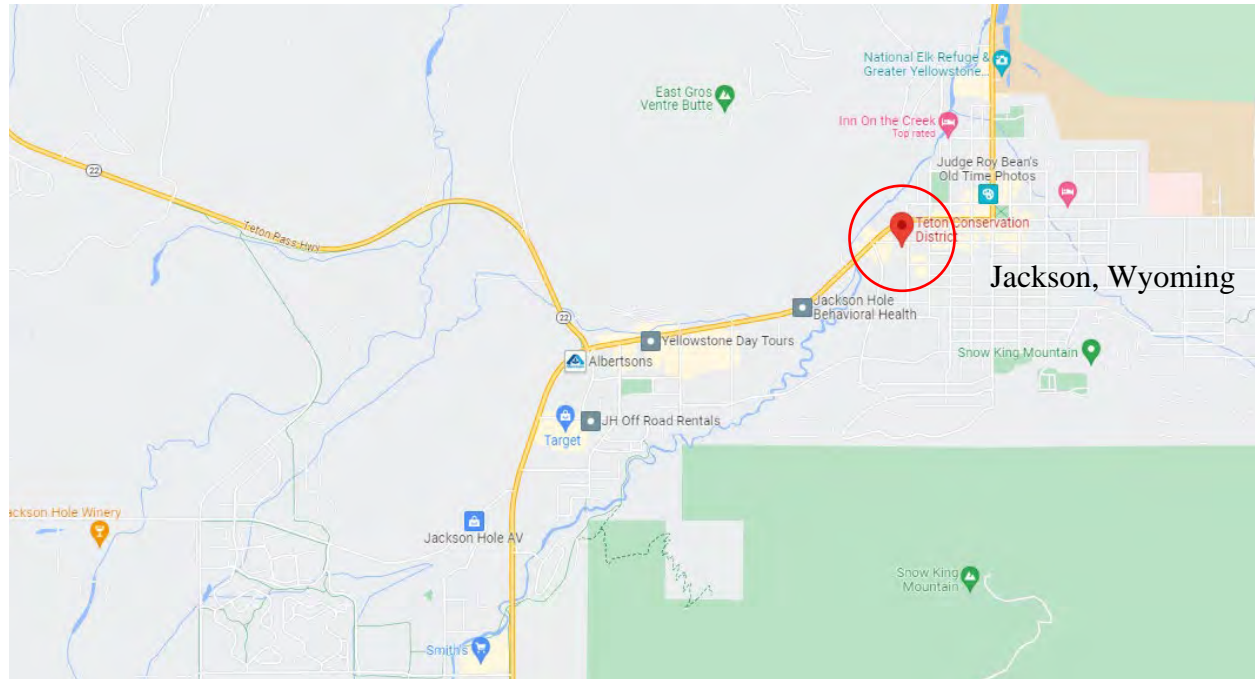 National Elk Refuge &
Greater Yellowstone...
East Gros
Ventre Butte
Inn On the Creek
Top rated
Judge Roy Bean's
Old Time Photos
22
Teton Pass Hwy
Teton Conservation
District
Jackson, Wyoming
Jackson Hole
Behavioral Health
22
Yellowstone Day Tours
Albertsons
Snow King Mountain
JH Off Road Rentals
Target
ackson Hole Winery
Jackson Hole AV
Snow King
Mountain
Smith's